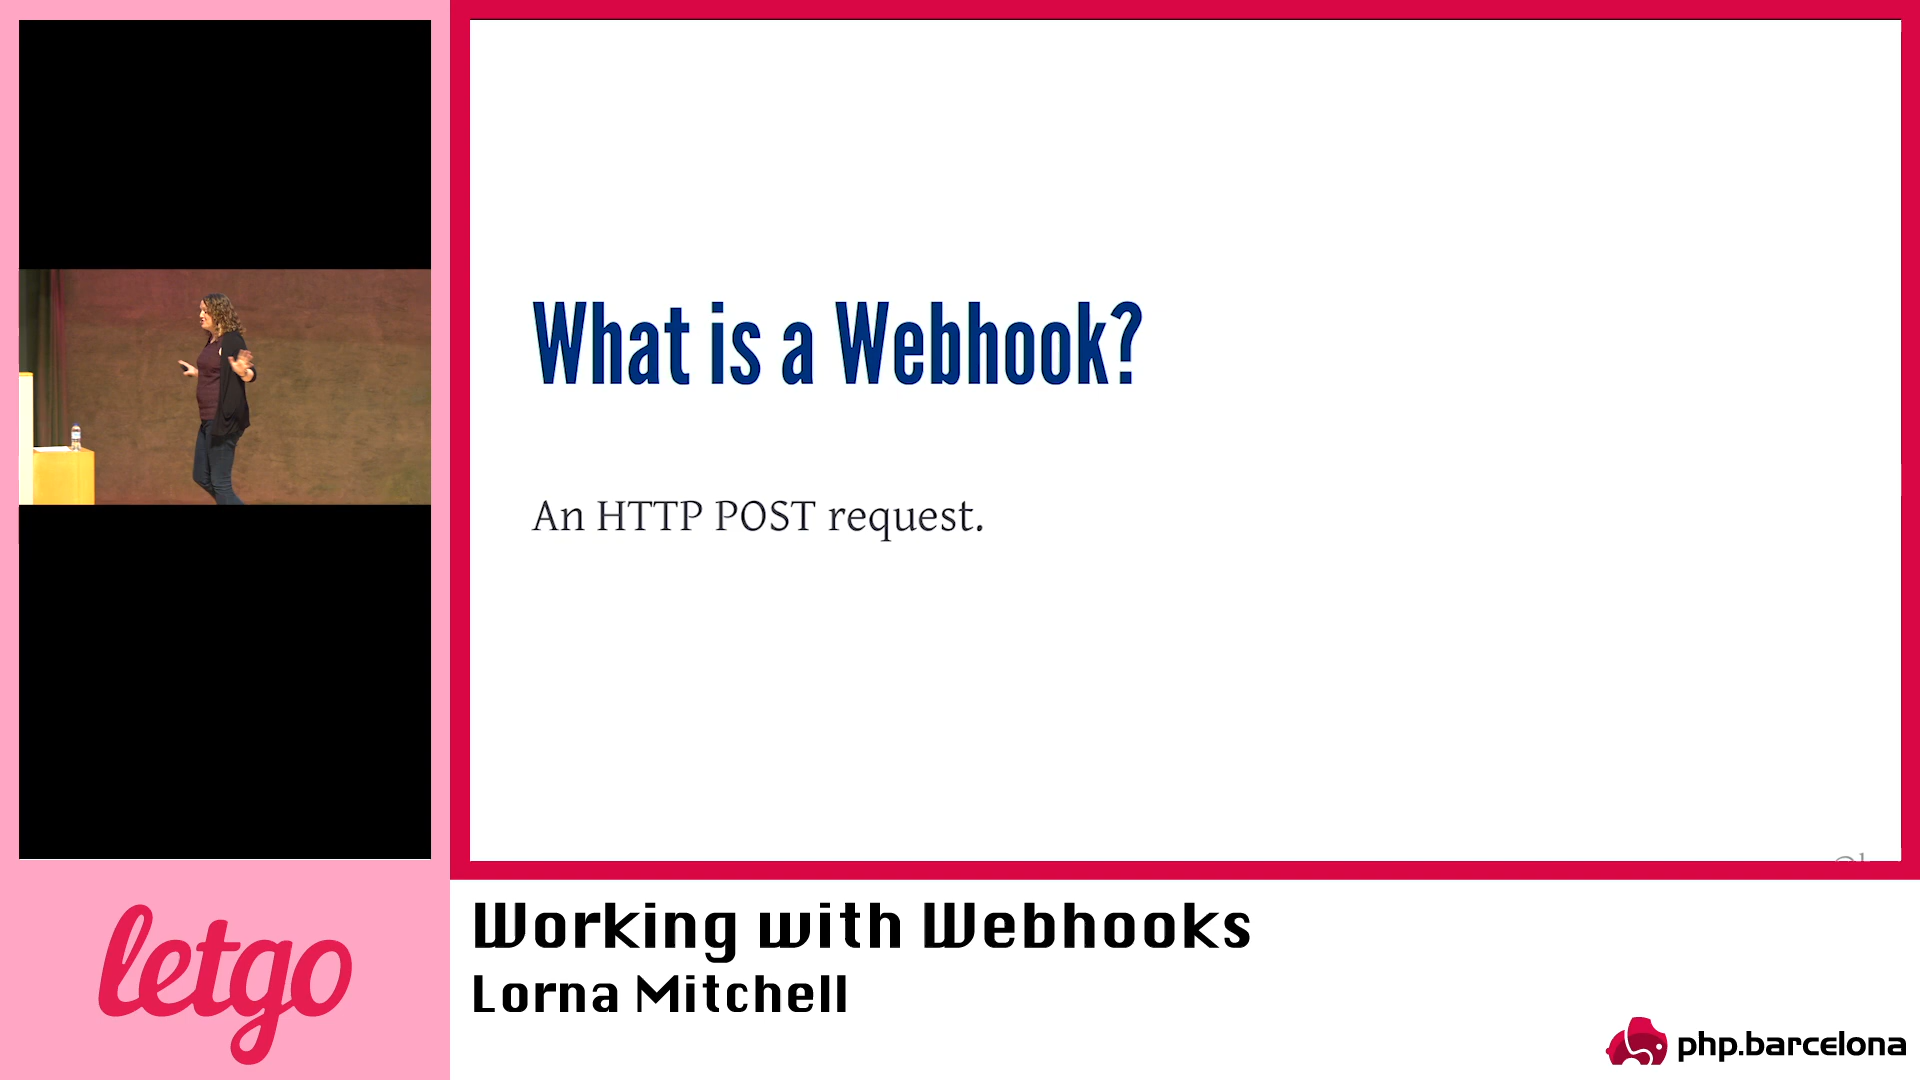 What is a Webhook?
An HTTP POST request.
letgo
Working with Webhooks
Lorna Mitchell
php.barcelona